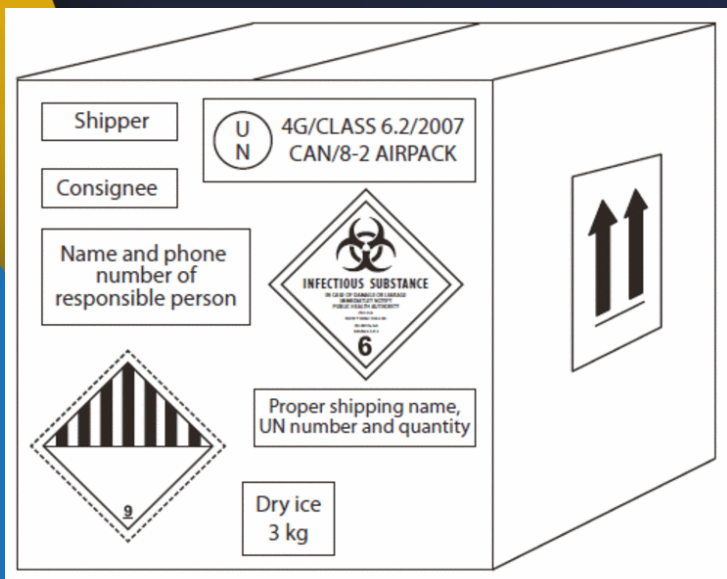 Shipper
U
N
4G/CLASS 6.2/2007
CAN/8-2 AIRPACK
Consignee
Name and phone
number of
responsible person
INFECTIOUS SUBSTANCE
IN CASE OF DAMAGE OR LEAKAGE
IMMEDIATELY NOTIFY
PUBLIC HEALTH AUTHORITY
6
Proper shipping name,
UN number and quantity
9
Dry ice
3 kg